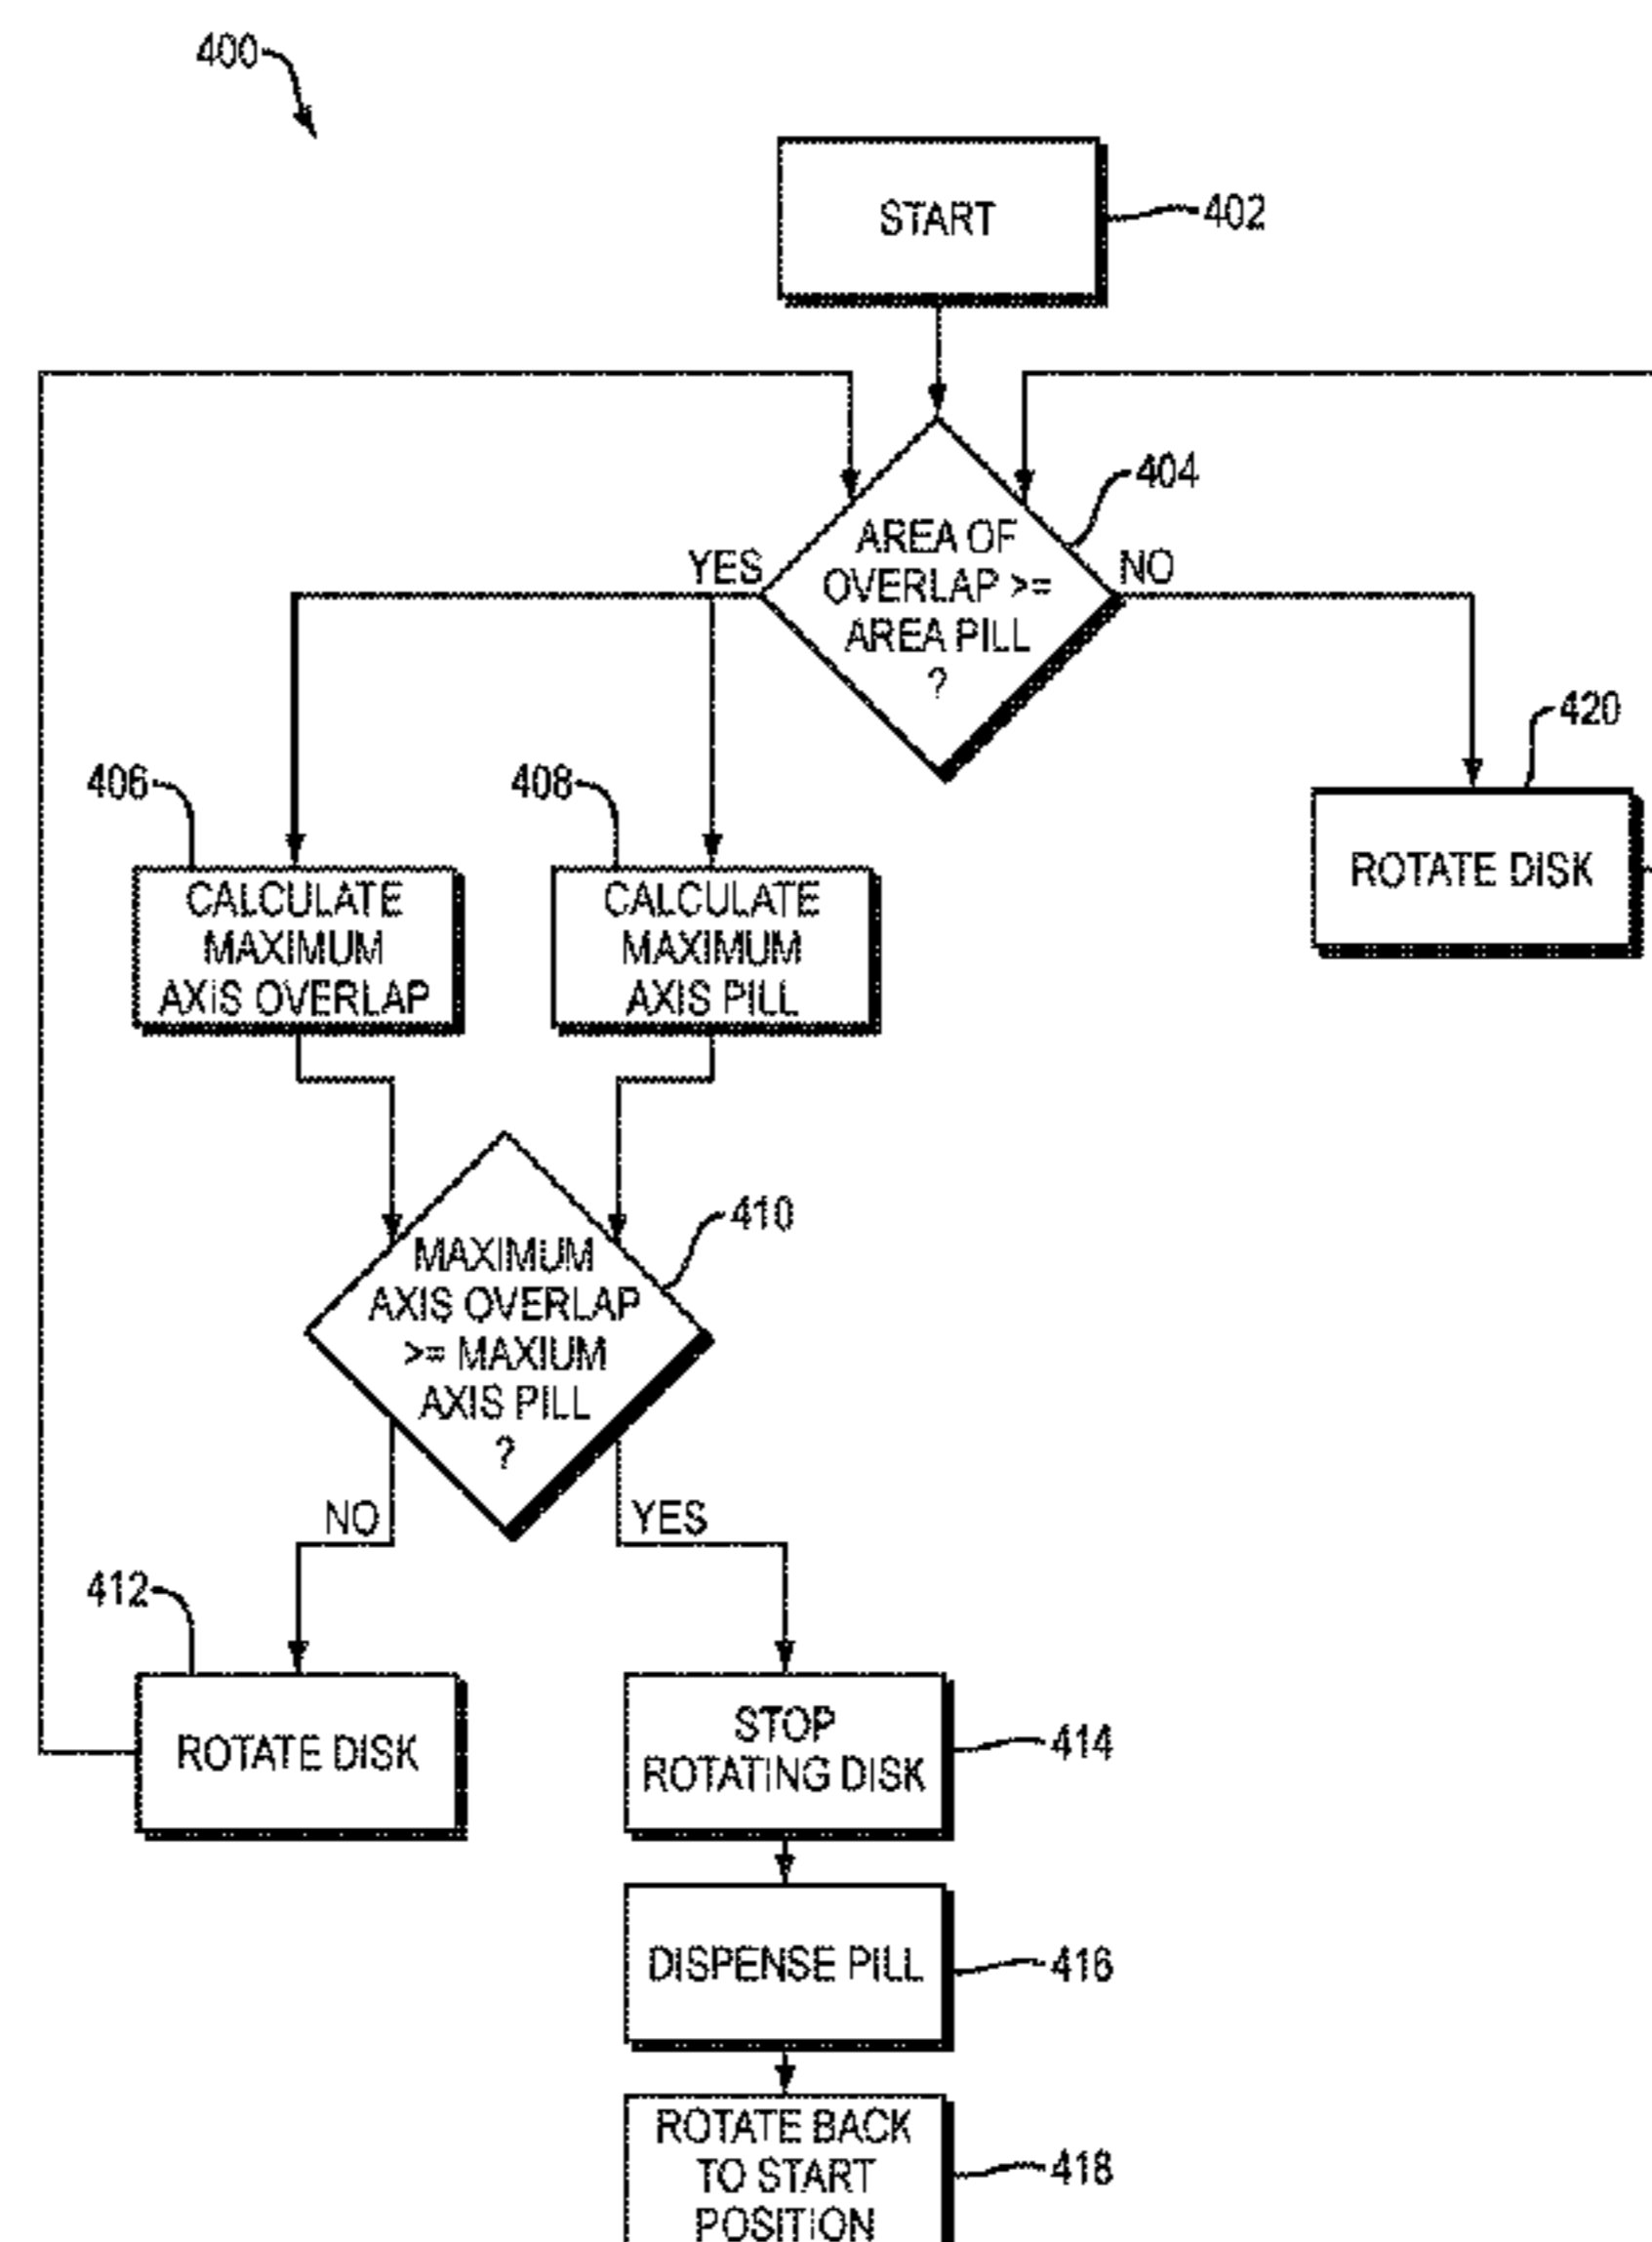 400
START
402
404
AREA OF
OVERLAP >=
AREA PILL
?
YES
NO
420
ROTATE DISK
406
CALCULATE
MAXIMUM
AXIS OVERLAP
408
CALCULATE
MAXIMUM
AXIS PILL
410
MAXIMUM
AXIS OVERLAP
>= MAXIUM
AXIS PILL
?
NO
YES
412
ROTATE DISK
STOP
ROTATING DISK
414
DISPENSE PILL
416
ROTATE BACK
TO START
POSITION
418